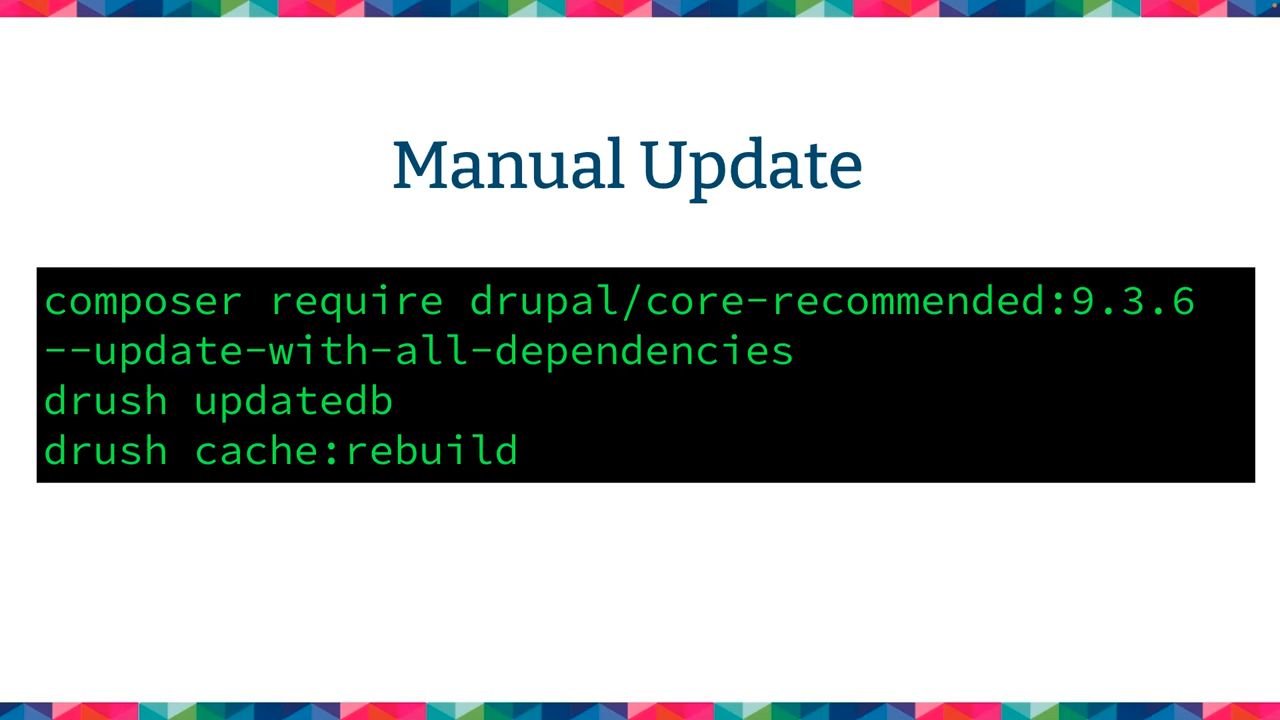 Manual Update
composer require drupal/core-recommended:9.3.6
--update-with-all-dependencies
drush updatedb
drush cache:rebuild